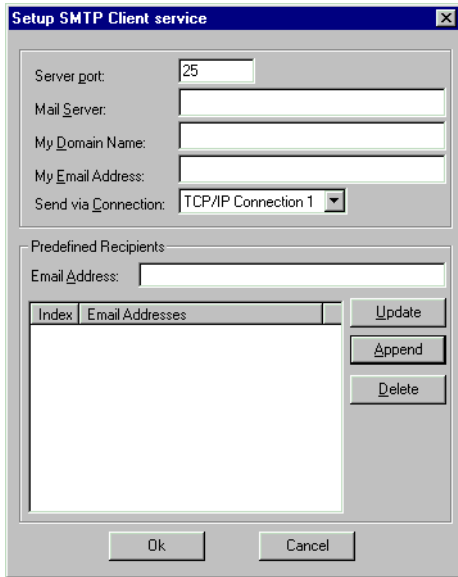 Setup SMTP Client service
Server port: 25
Mail Server:
My Domain Name:
My Email Address:
Send via Connection: TCP/IP Connection 1
Predefined Recipients
Email Address:
Index Email Addresses
Update
Append
Delete
Ok Cancel